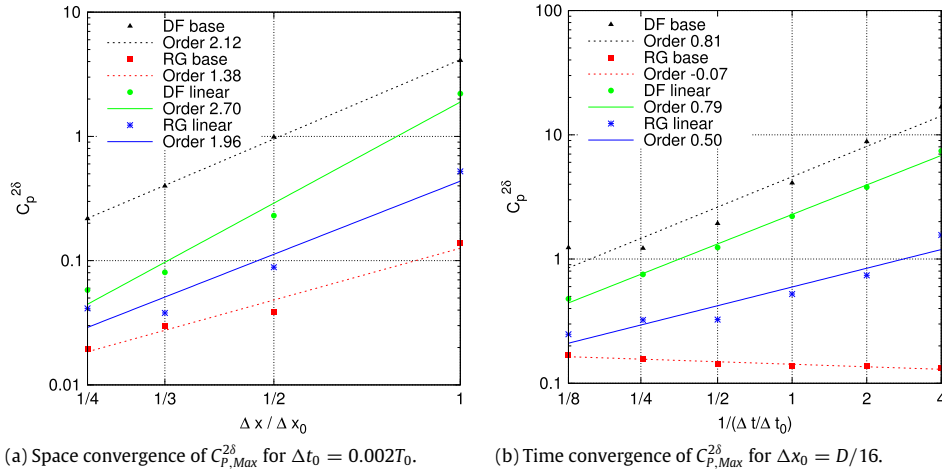 10
1
0.1
0.01
C_p^{2δ}
DF base
Order 2.12
RG base
Order 1.38
DF linear
Order 2.70
RG linear
Order 1.96
1/4 1/3 1/2 1
Δ x / Δ x_0
(a) Space convergence of C_{P,Max}^{2δ} for Δt_0 = 0.002T_0.
100
10
1
0.1
C_p^{2δ}
DF base
Order 0.81
RG base
Order -0.07
DF linear
Order 0.79
RG linear
Order 0.50
1/8 1/4 1/2 1 2 4
1/(Δ t/Δ t_0)
(b) Time convergence of C_{P,Max}^{2δ} for Δx_0 = D/16.